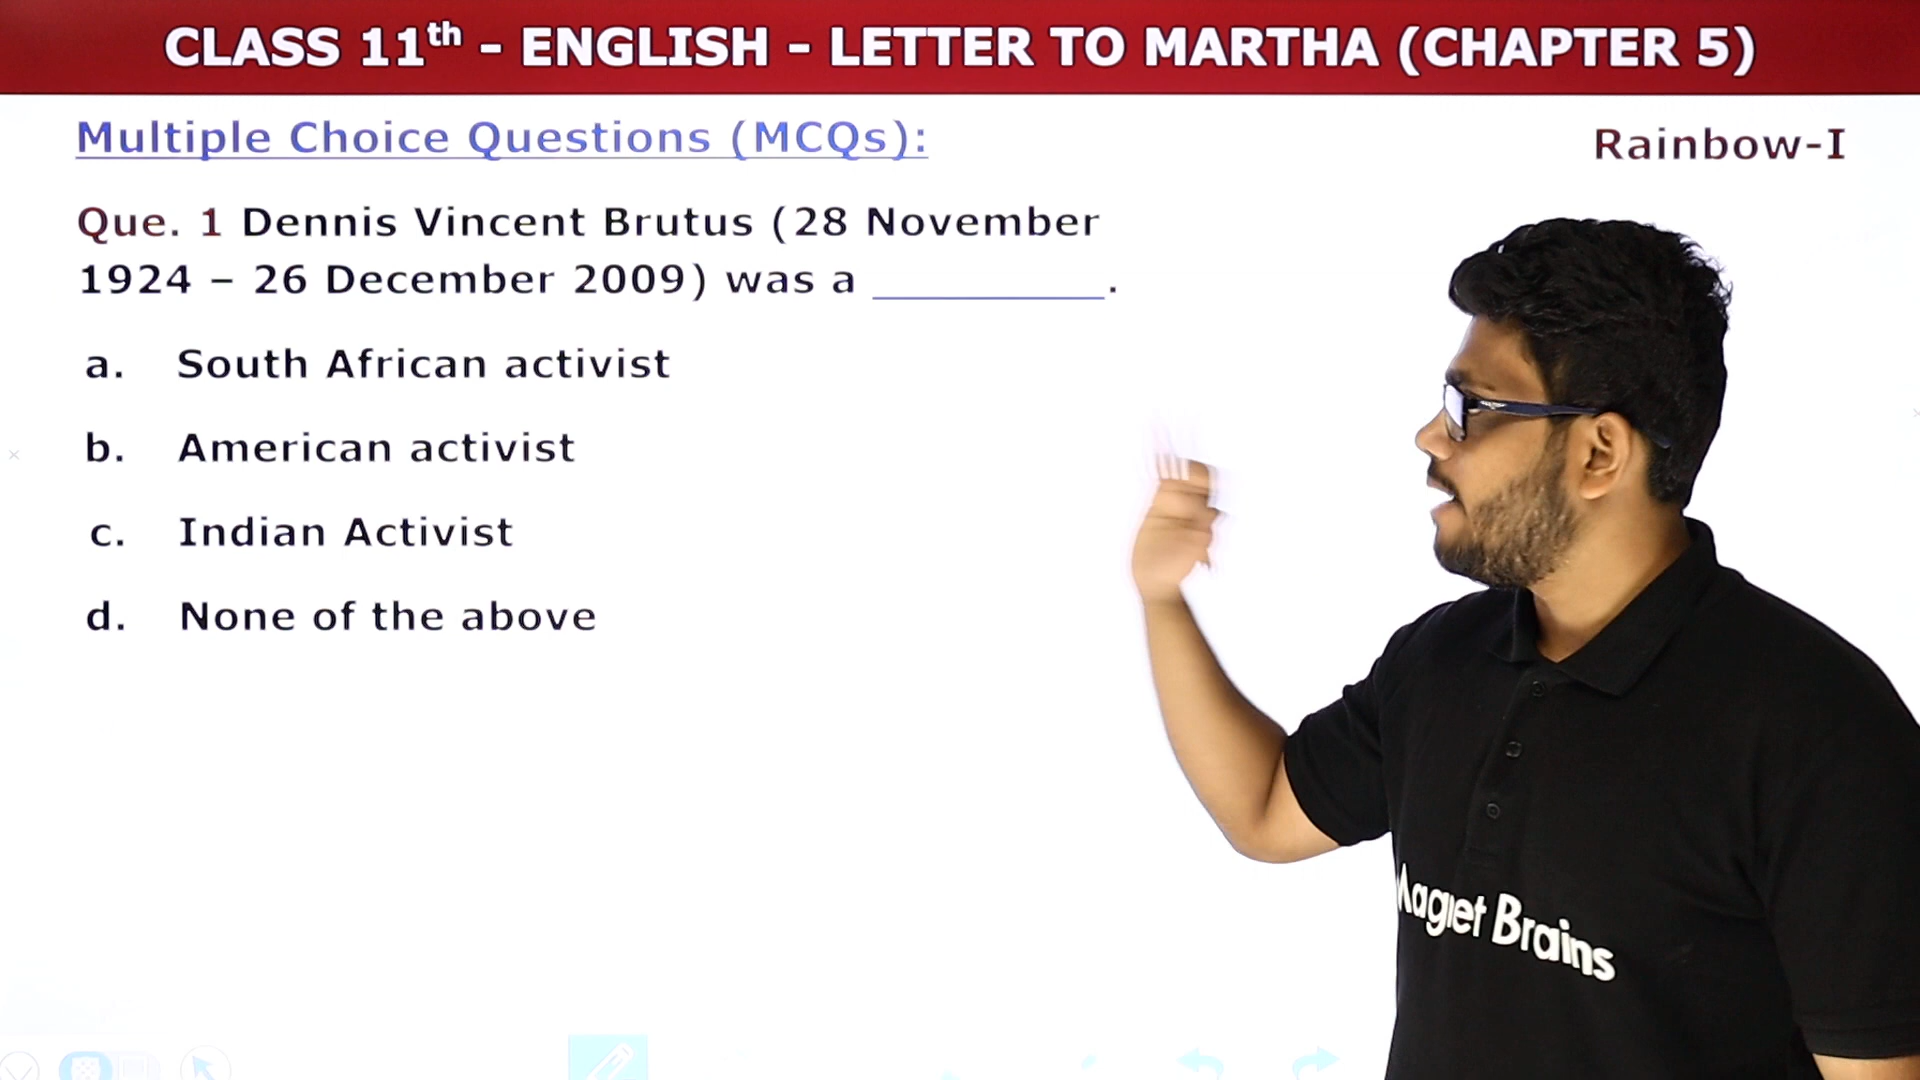 CLASS 11th - ENGLISH - LETTER TO MARTHA (CHAPTER 5)
Multiple Choice Questions (MCQs):
Rainbow-I
Que. 1 Dennis Vincent Brutus (28 November
1924 – 26 December 2009) was a __________.
a. South African activist
b. American activist
c. Indian Activist
d. None of the above
Magnet Brains